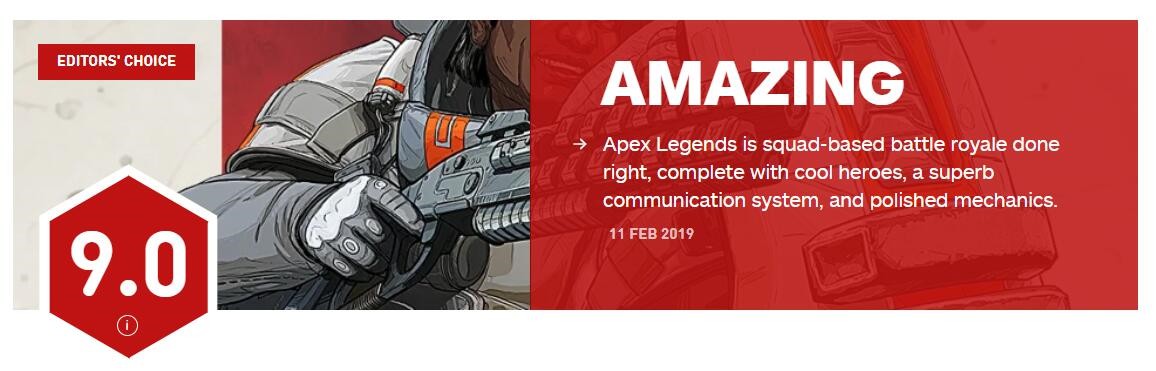 EDITORS' CHOICE
9.0
i
AMAZING
→ Apex Legends is squad-based battle royale done
right, complete with cool heroes, a superb
communication system, and polished mechanics.
11 FEB 2019